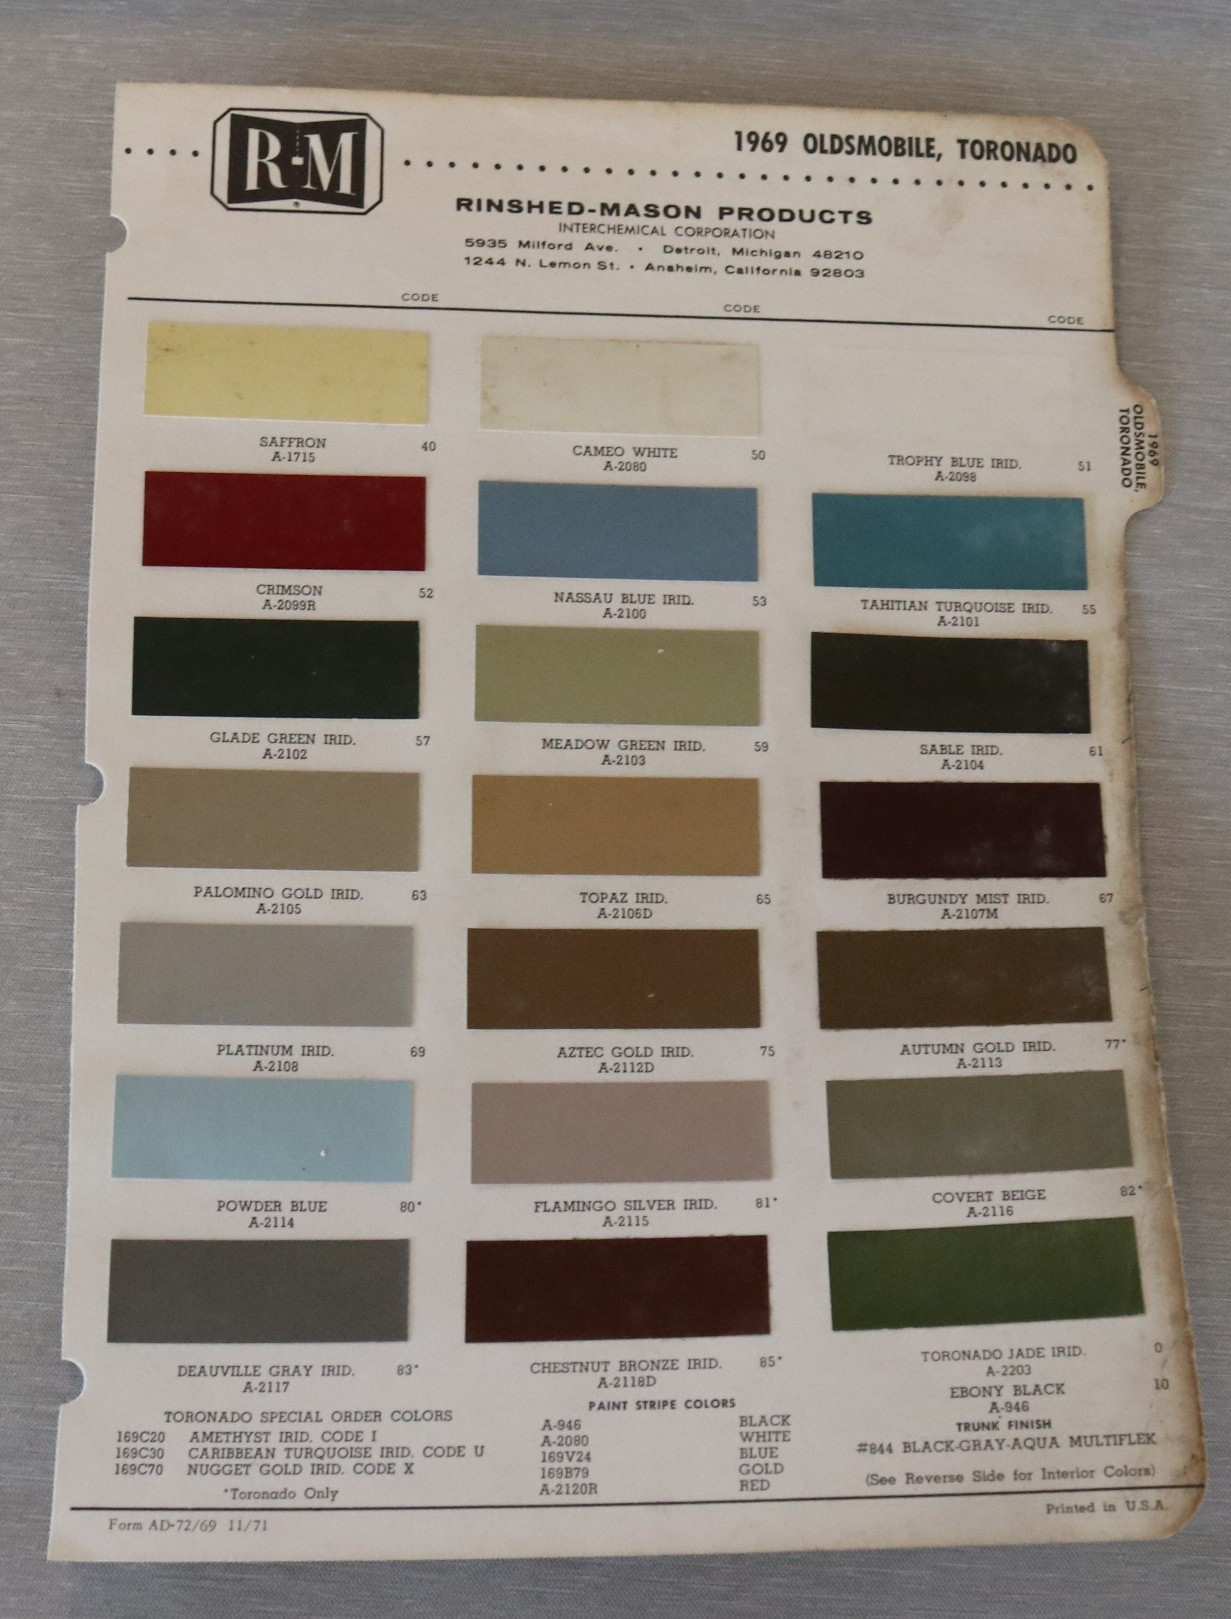 R-M
1969 OLDSMOBILE, TORONADO
RINSHED-MASON PRODUCTS
INTERCHEMICAL CORPORATION
5935 Milford Ave. • Detroit, Michigan 48210
1244 N. Lemon St. • Anaheim, California 92803
CODE CODE CODE
1969
OLDSMOBILE,
TORONADO
SAFFRON 40
A-1715
CAMEO WHITE 50
A-2080
TROPHY BLUE IRID. 51
A-2098
CRIMSON 52
A-2099R
NASSAU BLUE IRID. 53
A-2100
TAHITIAN TURQUOISE IRID. 55
A-2101
GLADE GREEN IRID. 57
A-2102
MEADOW GREEN IRID. 59
A-2103
SABLE IRID. 61
A-2104
PALOMINO GOLD IRID. 63
A-2105
TOPAZ IRID. 65
A-2106D
BURGUNDY MIST IRID. 67
A-2107M
PLATINUM IRID. 69
A-2108
AZTEC GOLD IRID. 75
A-2112D
AUTUMN GOLD IRID. 77*
A-2113
POWDER BLUE 80*
A-2114
FLAMINGO SILVER IRID. 81*
A-2115
COVERT BEIGE 82*
A-2116
DEAUVILLE GRAY IRID. 83*
A-2117
CHESTNUT BRONZE IRID. 85*
A-2118D
TORONADO JADE IRID. 0
A-2203
EBONY BLACK 10
A-946
TORONADO SPECIAL ORDER COLORS
169C20 AMETHYST IRID. CODE I
169C30 CARIBBEAN TURQUOISE IRID. CODE U
169C70 NUGGET GOLD IRID. CODE X
*Toronado Only
PAINT STRIPE COLORS
A-946 BLACK
A-2080 WHITE
169V24 BLUE
169B79 GOLD
A-2120R RED
TRUNK FINISH
#844 BLACK-GRAY-AQUA MULTIFLEK
(See Reverse Side for Interior Colors)
Form AD-72/69 11/71
Printed in U.S.A.